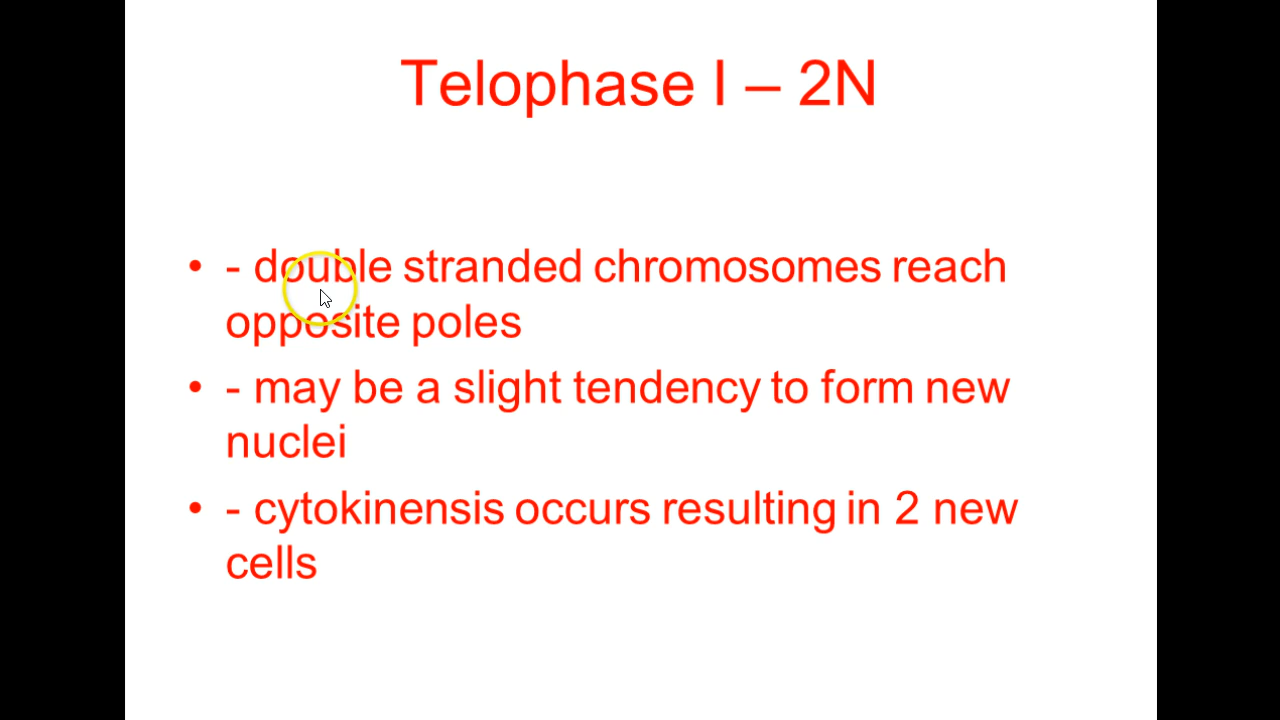 Telophase I – 2N
• - double stranded chromosomes reach
opposite poles
• - may be a slight tendency to form new
nuclei
• - cytokinensis occurs resulting in 2 new
cells